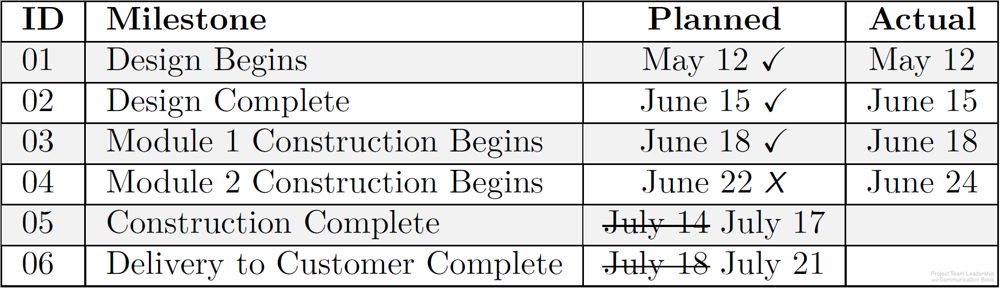 ID Milestone Planned Actual
01 Design Begins May 12 ✓ May 12
02 Design Complete June 15 ✓ June 15
03 Module 1 Construction Begins June 18 ✓ June 18
04 Module 2 Construction Begins June 22 X June 24
05 Construction Complete July 14 July 17
06 Delivery to Customer Complete July 18 July 21
Project Team Leadership
and Communication Book